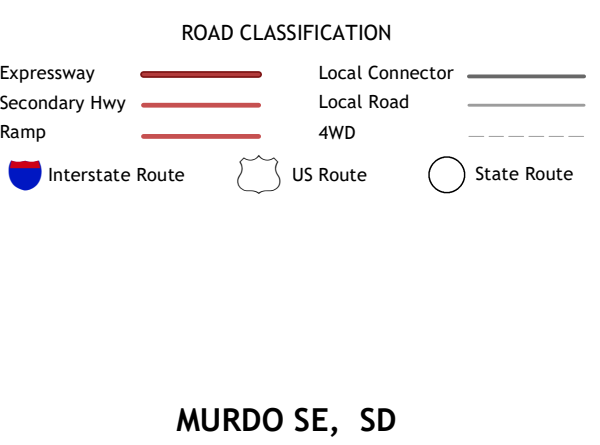 ROAD CLASSIFICATION
Expressway
Local Connector
Secondary Hwy
Local Road
Ramp
4WD
Interstate Route
US Route
State Route
MURDO SE, SD